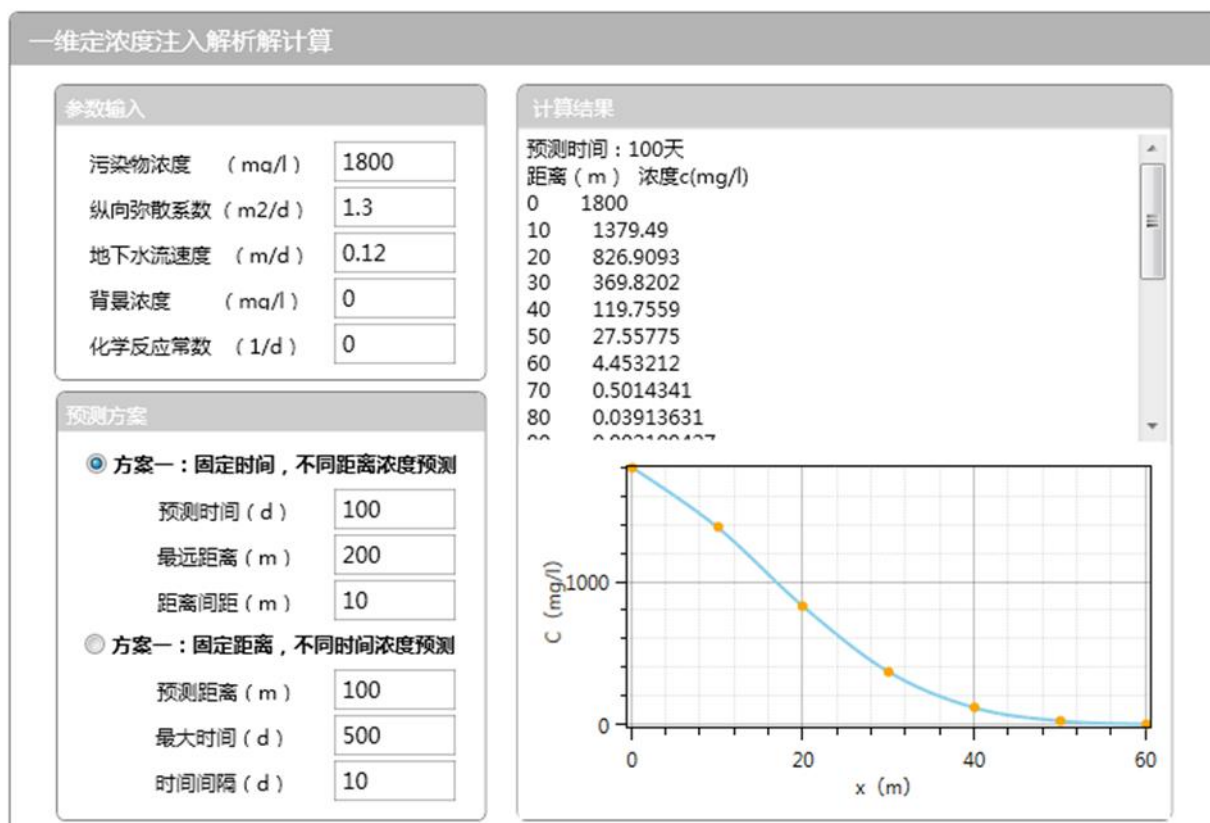 一维定浓度注入解析解计算
参数输入
污染物浓度 （mg/l） 1800
纵向弥散系数（m2/d） 1.3
地下水流速度 （m/d） 0.12
背景浓度 （mg/l） 0
化学反应常数 （1/d） 0
预测方案
方案一：固定时间，不同距离浓度预测
预测时间（d） 100
最远距离（m） 200
距离间距（m） 10
方案一：固定距离，不同时间浓度预测
预测距离（m） 100
最大时间（d） 500
时间间隔（d） 10
计算结果
预测时间：100天
距离（m） 浓度c(mg/l)
0 1800
10 1379.49
20 826.9093
30 369.8202
40 119.7559
50 27.55775
60 4.453212
70 0.5014341
80 0.03913631
C（mg/l）
1000
0
0 20 40 60
x（m）